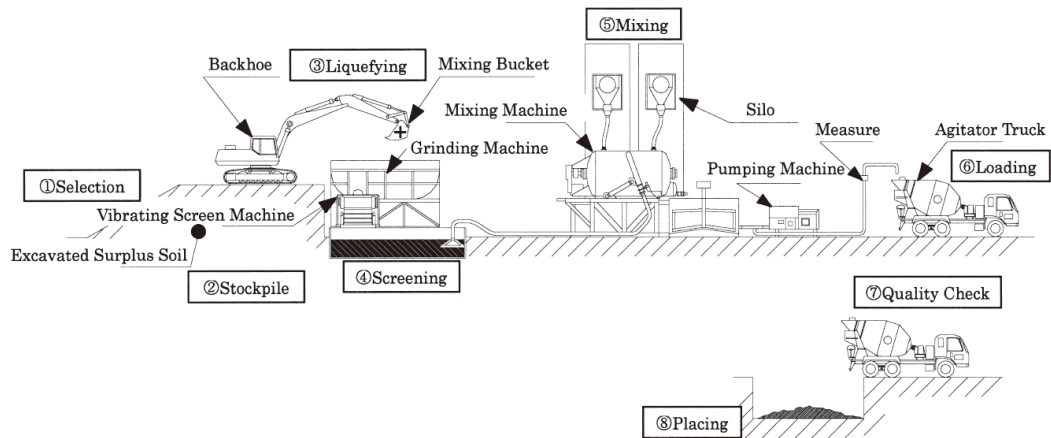 ⑤Mixing
Backhoe
③Liquefying
Mixing Bucket
Mixing Machine
Silo
Measure
Agitator Truck
Grinding Machine
Pumping Machine
⑥Loading
①Selection
Vibrating Screen Machine
Excavated Surplus Soil
②Stockpile
④Screening
⑦Quality Check
⑧Placing